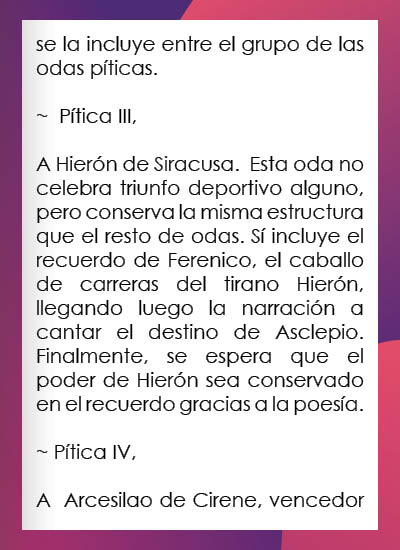 se la incluye entre el grupo de las
odas píticas.
~  Pítica III,
A Hierón de Siracusa.  Esta oda no
celebra triunfo deportivo alguno,
pero conserva la misma estructura
que el resto de odas. Sí incluye el
recuerdo de Ferenico, el caballo
de carreras del tirano Hierón,
llegando luego la narración a
cantar el destino de Asclepio.
Finalmente, se espera que el
poder de Hierón sea conservado
en el recuerdo gracias a la poesía.
~ Pítica IV,
A  Arcesilao de Cirene, vencedor